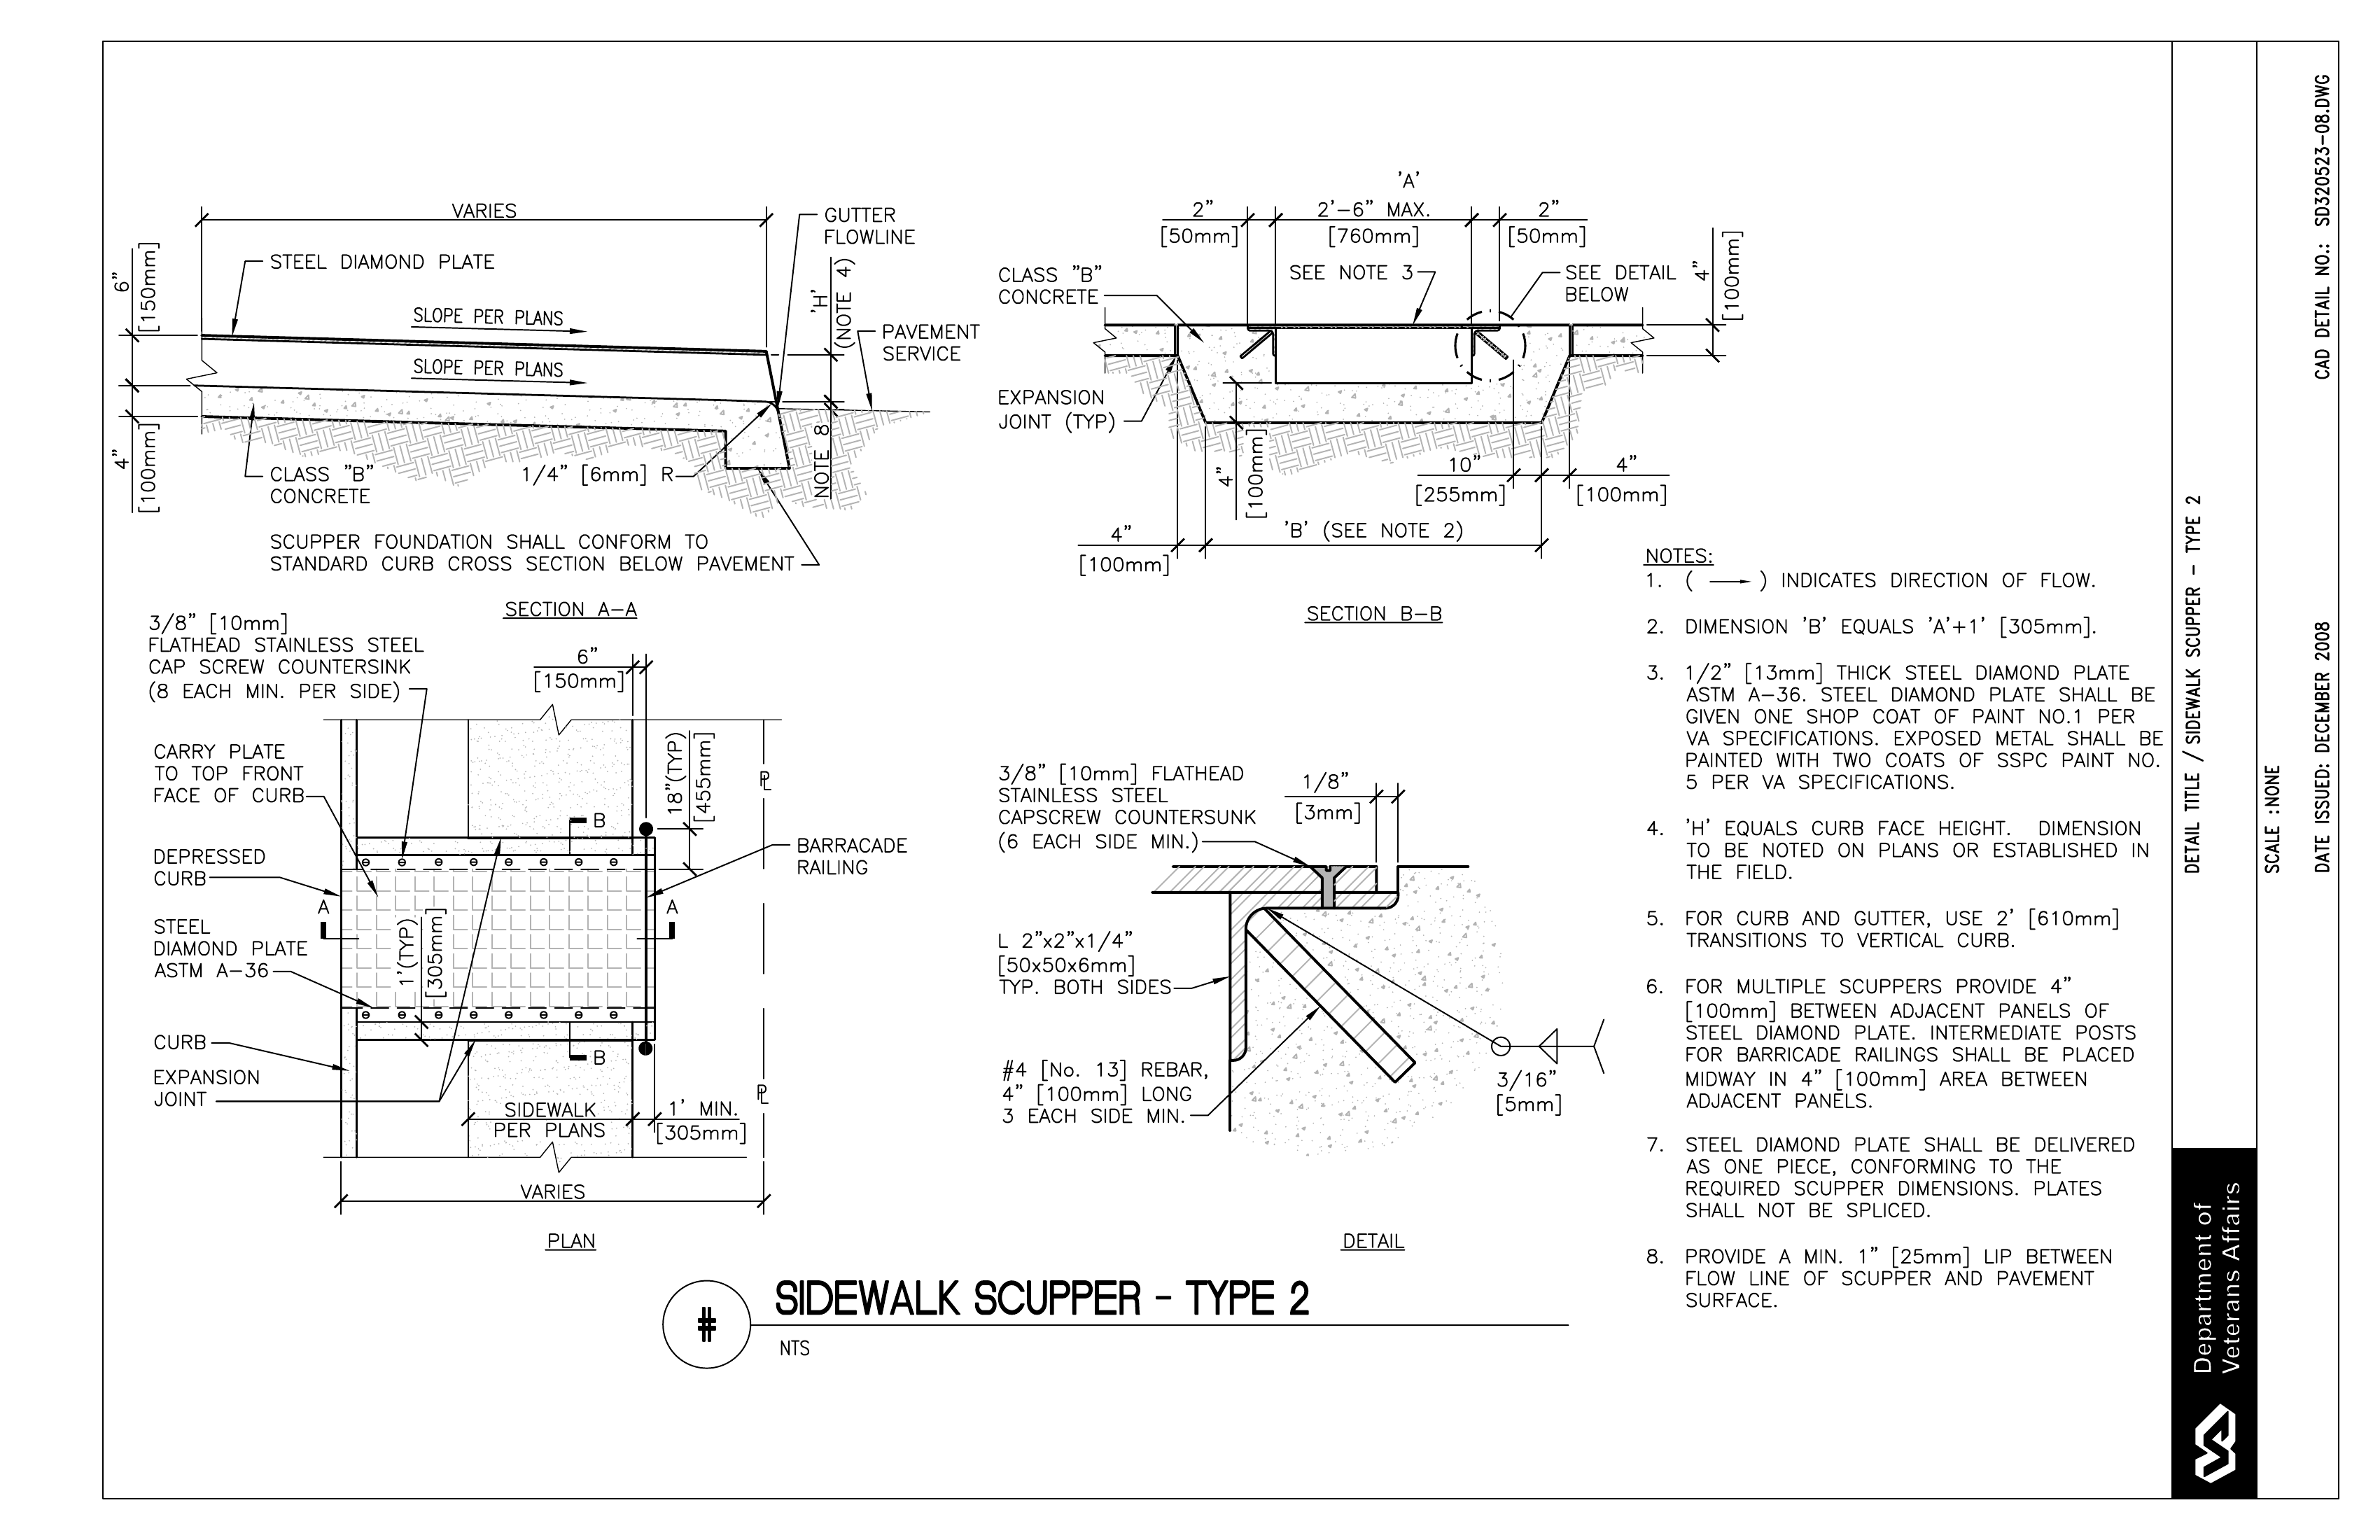 VARIES
GUTTER
FLOWLINE
6"
[150mm]
STEEL DIAMOND PLATE
SLOPE PER PLANS
SLOPE PER PLANS
'H'
(NOTE 4)
PAVEMENT
SERVICE
4"
[100mm]
CLASS "B"
CONCRETE
1/4" [6mm] R
NOTE 8
SCUPPER FOUNDATION SHALL CONFORM TO
STANDARD CURB CROSS SECTION BELOW PAVEMENT
SECTION A-A
'A'
2"
[50mm]
2'-6" MAX.
[760mm]
2"
[50mm]
CLASS "B"
CONCRETE
SEE NOTE 3
SEE DETAIL
BELOW
4"
[100mm]
EXPANSION
JOINT (TYP)
4"
[100mm]
10"
[255mm]
4"
[100mm]
4"
[100mm]
'B' (SEE NOTE 2)
SECTION B-B
3/8" [10mm]
FLATHEAD STAINLESS STEEL
CAP SCREW COUNTERSINK
(8 EACH MIN. PER SIDE)
6"
[150mm]
18"(TYP)
[455mm]
PL
CARRY PLATE
TO TOP FRONT
FACE OF CURB
B
BARRACADE
RAILING
DEPRESSED
CURB
A
A
STEEL
DIAMOND PLATE
ASTM A-36
1'(TYP)
[305mm]
CURB
B
EXPANSION
JOINT
PL
SIDEWALK
PER PLANS
1' MIN.
[305mm]
VARIES
PLAN
3/8" [10mm] FLATHEAD
STAINLESS STEEL
CAPSCREW COUNTERSUNK
(6 EACH SIDE MIN.)
1/8"
[3mm]
L 2"x2"x1/4"
[50x50x6mm]
TYP. BOTH SIDES
#4 [No. 13] REBAR,
4" [100mm] LONG
3 EACH SIDE MIN.
3/16"
[5mm]
DETAIL
NOTES:
1. ( ⟶ ) INDICATES DIRECTION OF FLOW.
2. DIMENSION 'B' EQUALS 'A'+1' [305mm].
3. 1/2" [13mm] THICK STEEL DIAMOND PLATE
ASTM A-36. STEEL DIAMOND PLATE SHALL BE
GIVEN ONE SHOP COAT OF PAINT NO.1 PER
VA SPECIFICATIONS. EXPOSED METAL SHALL BE
PAINTED WITH TWO COATS OF SSPC PAINT NO.
5 PER VA SPECIFICATIONS.
4. 'H' EQUALS CURB FACE HEIGHT. DIMENSION
TO BE NOTED ON PLANS OR ESTABLISHED IN
THE FIELD.
5. FOR CURB AND GUTTER, USE 2' [610mm]
TRANSITIONS TO VERTICAL CURB.
6. FOR MULTIPLE SCUPPERS PROVIDE 4"
[100mm] BETWEEN ADJACENT PANELS OF
STEEL DIAMOND PLATE. INTERMEDIATE POSTS
FOR BARRICADE RAILINGS SHALL BE PLACED
MIDWAY IN 4" [100mm] AREA BETWEEN
ADJACENT PANELS.
7. STEEL DIAMOND PLATE SHALL BE DELIVERED
AS ONE PIECE, CONFORMING TO THE
REQUIRED SCUPPER DIMENSIONS. PLATES
SHALL NOT BE SPLICED.
8. PROVIDE A MIN. 1" [25mm] LIP BETWEEN
FLOW LINE OF SCUPPER AND PAVEMENT
SURFACE.
#
SIDEWALK SCUPPER - TYPE 2
NTS
DETAIL TITLE / SIDEWALK SCUPPER - TYPE 2
SCALE :NONE
DATE ISSUED: DECEMBER 2008
CAD DETAIL NO.: SD320523-08.DWG
Department of
Veterans Affairs